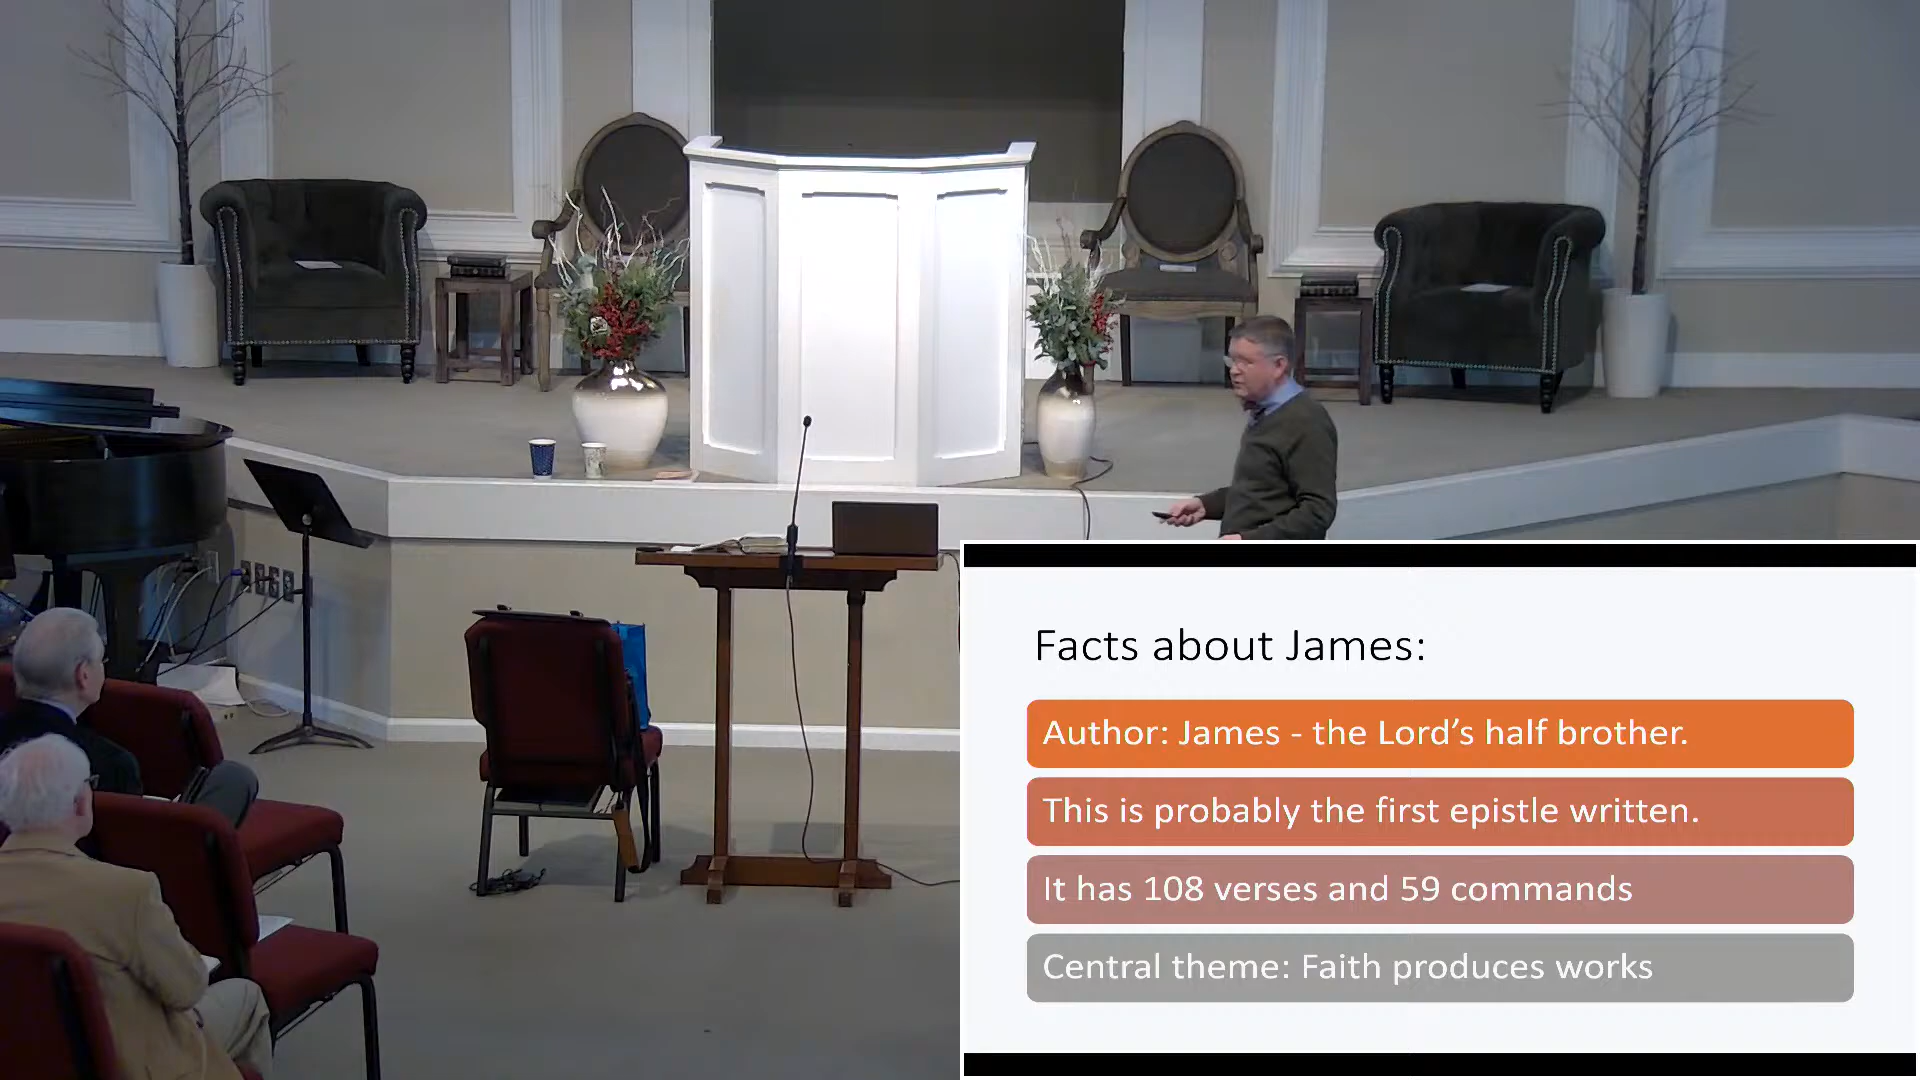 Facts about James:
Author: James - the Lord's half brother.
This is probably the first epistle written.
It has 108 verses and 59 commands
Central theme: Faith produces works